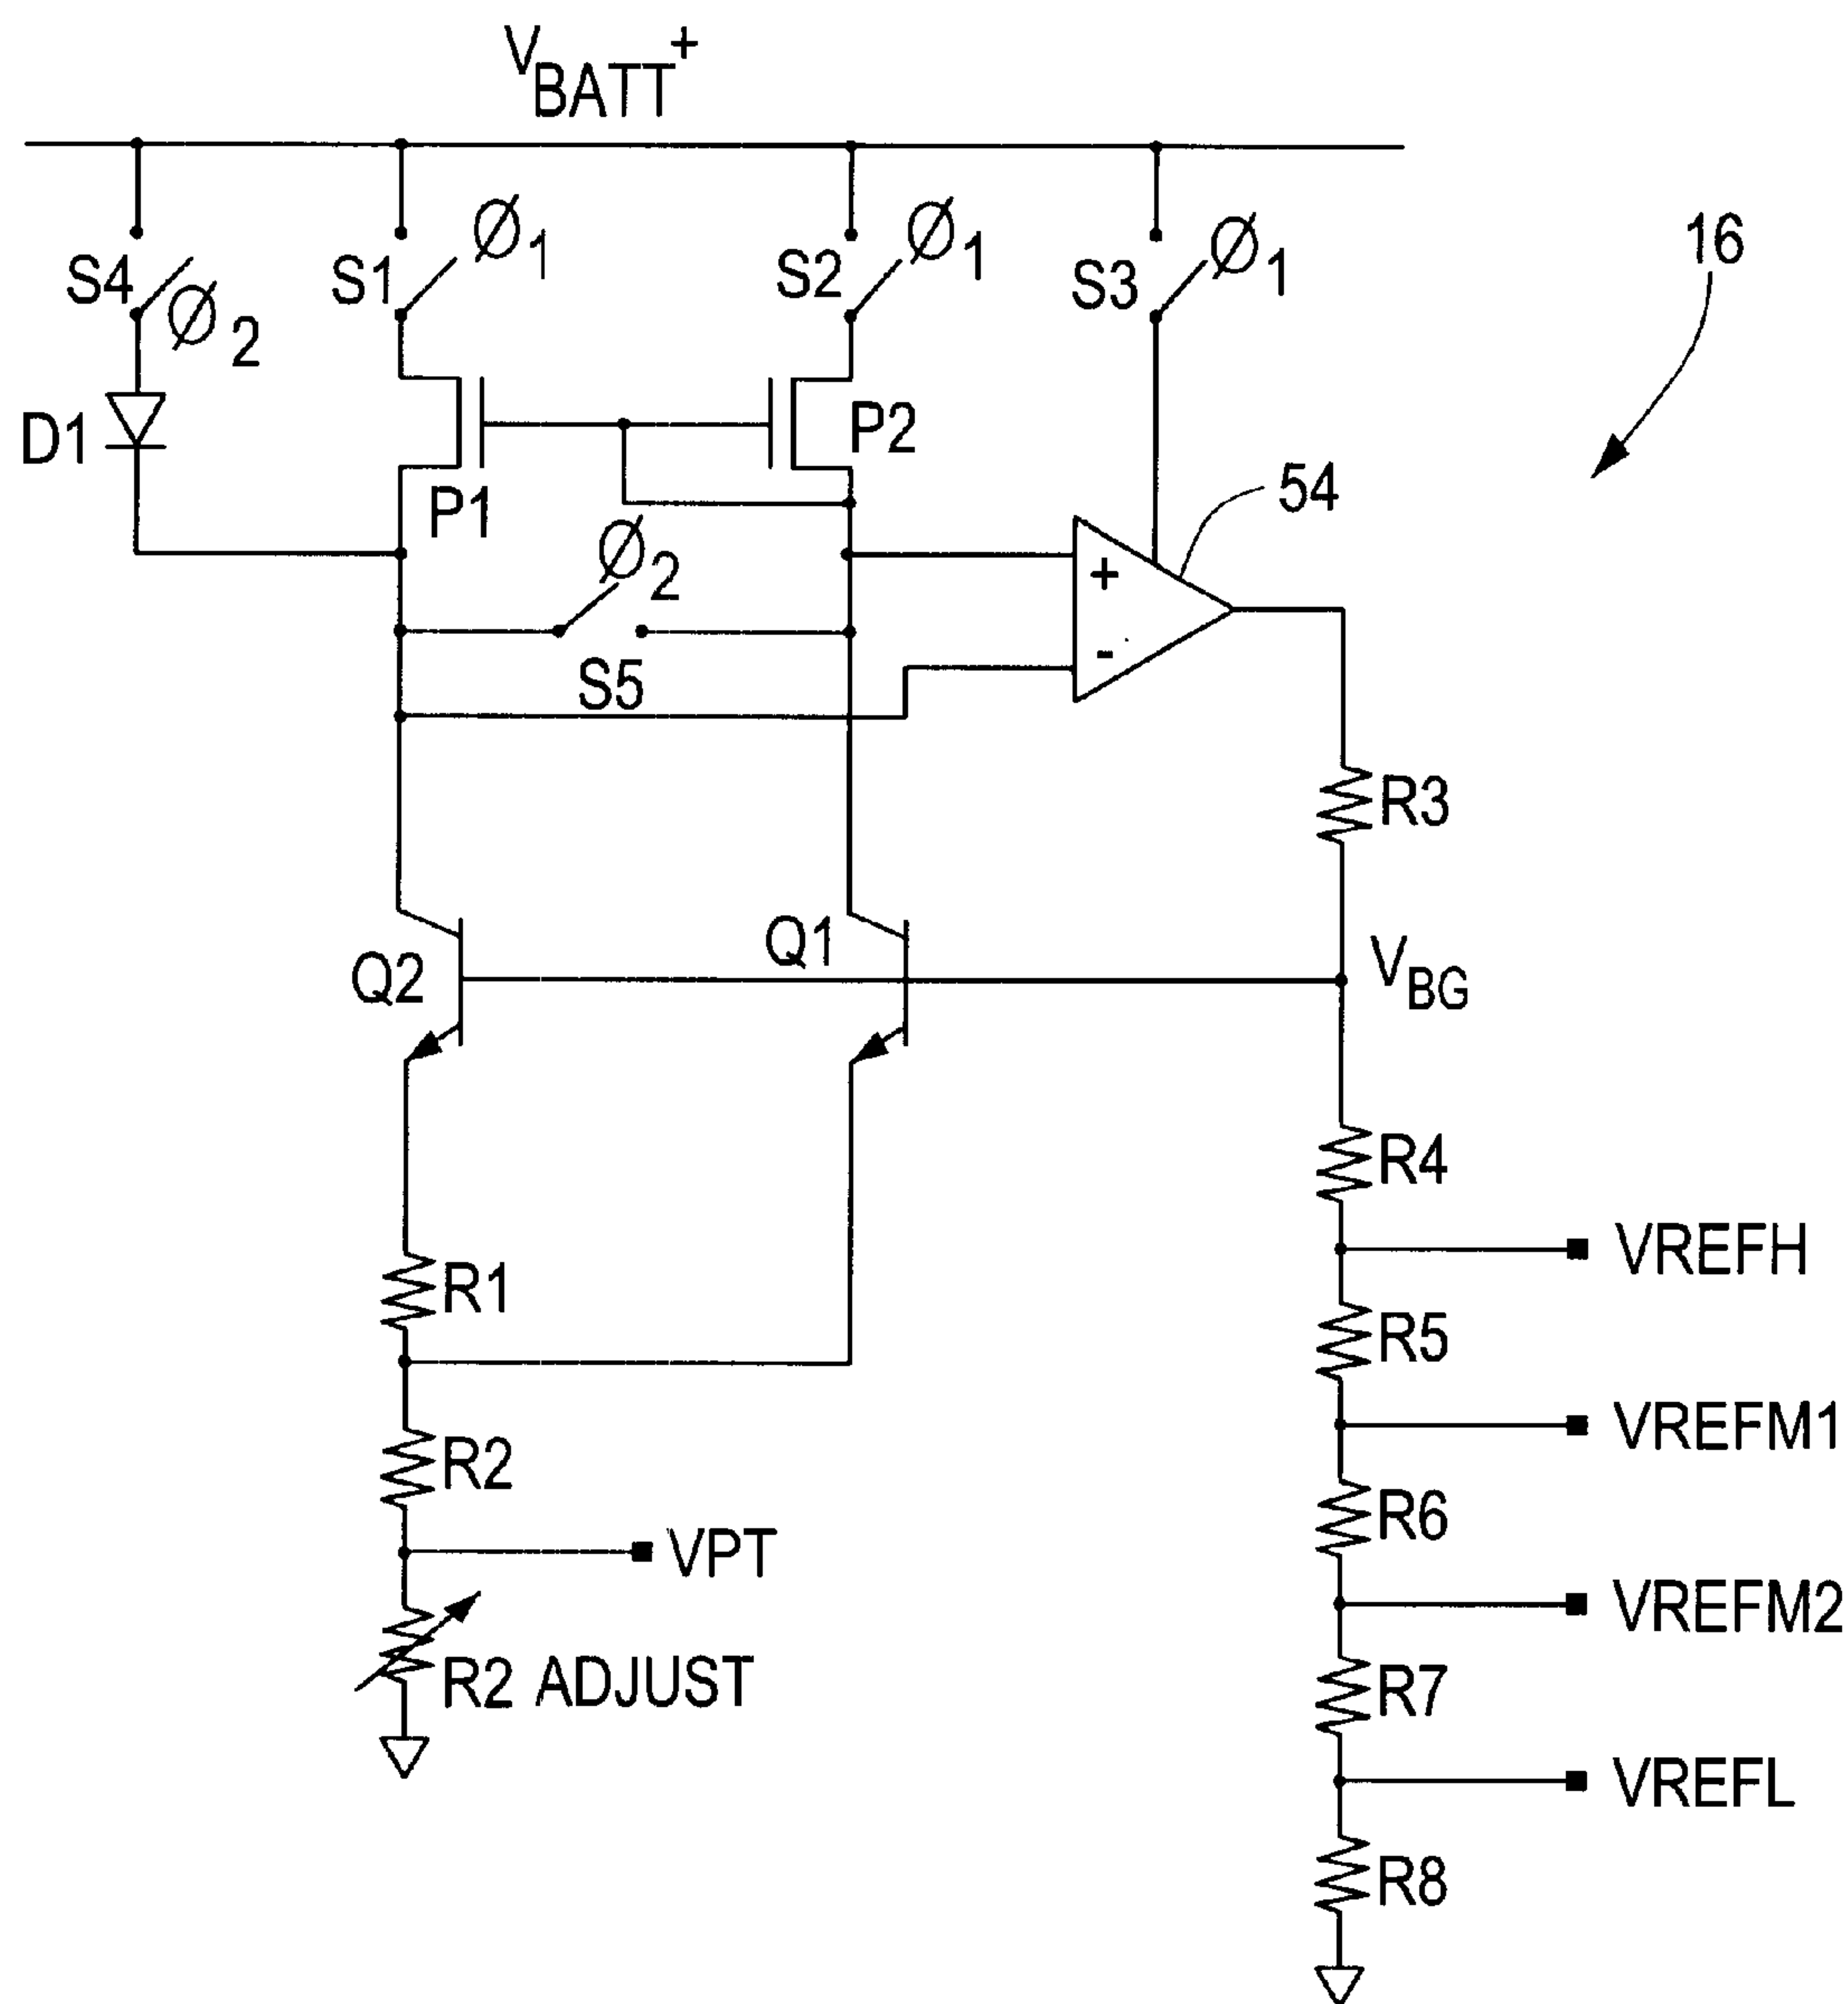 V BATT +
S4
Ø2
S1
Ø1
S2
Ø1
S3
Ø1
16
D1
P1
P2
54
Ø2
S5
+
-
R3
Q2
Q1
VBG
R4
VREFH
R1
R5
VREFM1
R2
R6
VPT
VREFM2
R2 ADJUST
R7
VREFL
R8